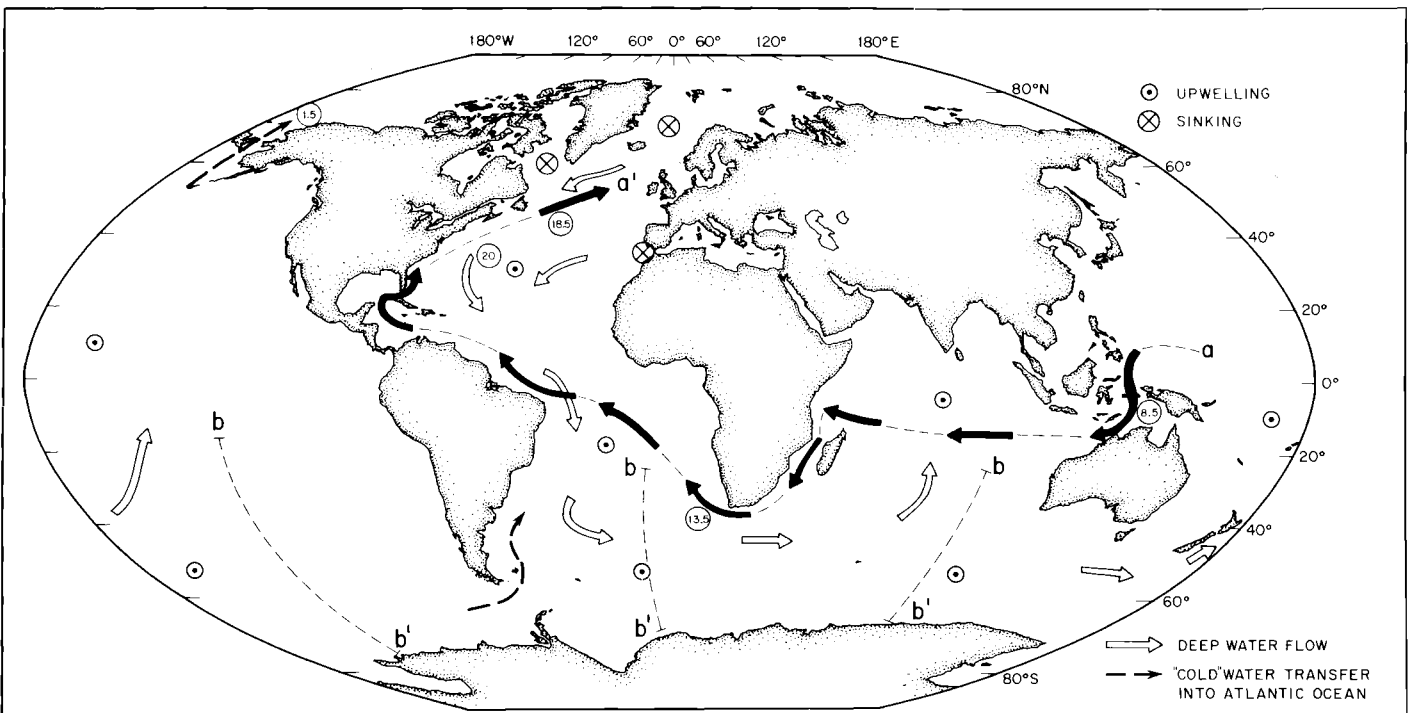 180°W 120° 60° 0° 60° 120° 180°E
80°N
UPWELLING
SINKING
1.5
60°
a'
18.5
40°
20
20°
a
0°
8.5
b
b
b
20°
13.5
40°
60°
b'
b'
b'
DEEP WATER FLOW
80°S
"COLD" WATER TRANSFER
INTO ATLANTIC OCEAN